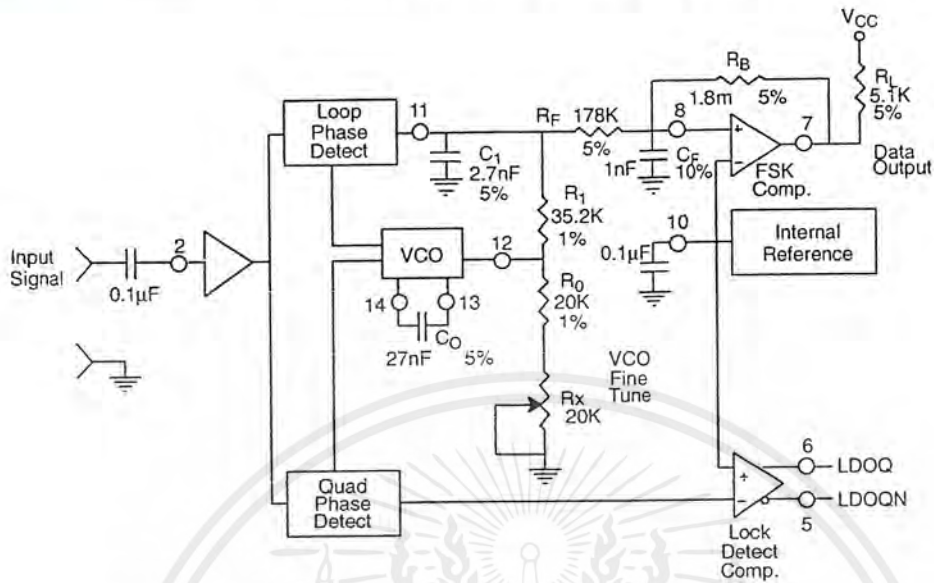 VCC
RB
1.8m 5%
RL
5.1K
5%
Loop
Phase
Detect
11
RF 178K
5%
8
+
−
7
C1
2.7nF
5%
1nF
CF
10%
FSK
Comp.
Data
Output
R1
35.2K
1%
10
0.1µF
Internal
Reference
Input
Signal
2
0.1µF
VCO
12
14
13
CO
27nF 5%
R0
20K
1%
VCO
Fine
Tune
Rx
20K
Quad
Phase
Detect
+
−
6
LDOQ
5
LDOQN
Lock
Detect
Comp.